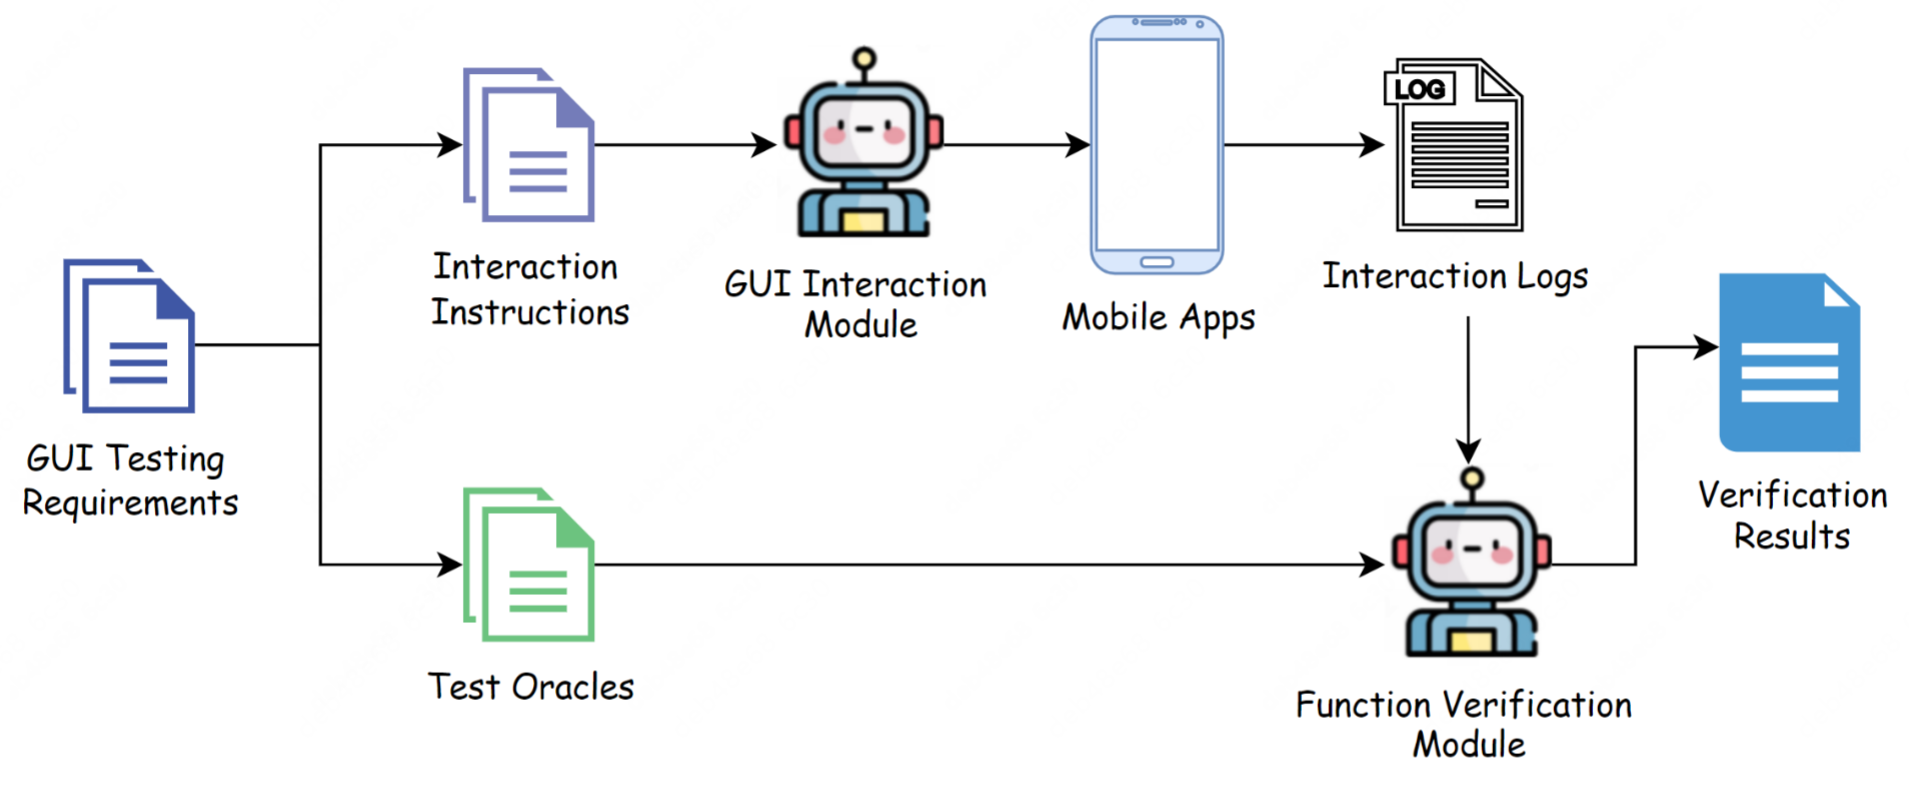 LOG
Interaction
Instructions
GUI Interaction
Module
Mobile Apps
Interaction Logs
GUI Testing
Requirements
Verification
Results
Test Oracles
Function Verification
Module